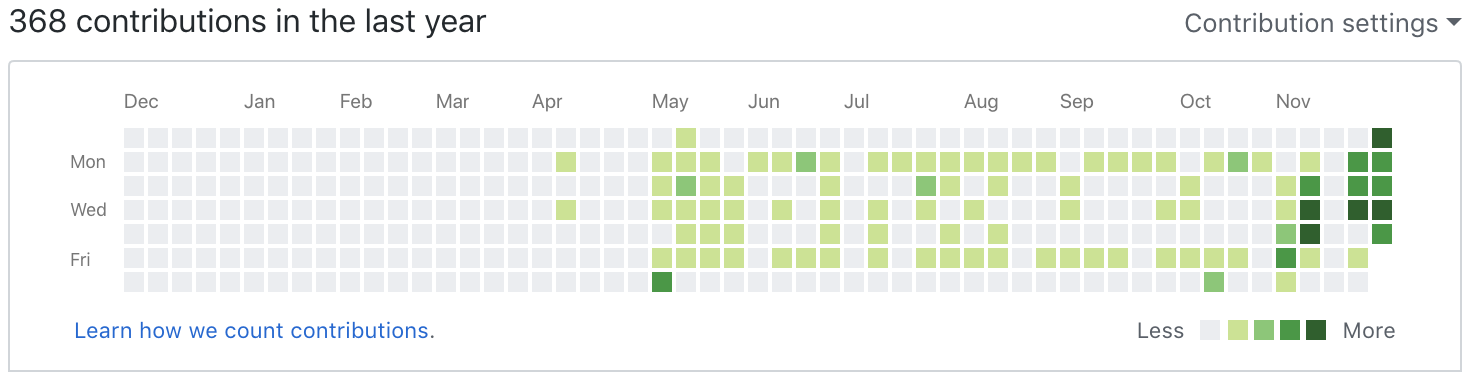 368 contributions in the last year
Contribution settings
Dec Jan Feb Mar Apr May Jun Jul Aug Sep Oct Nov
Mon
Wed
Fri
Learn how we count contributions.
Less More